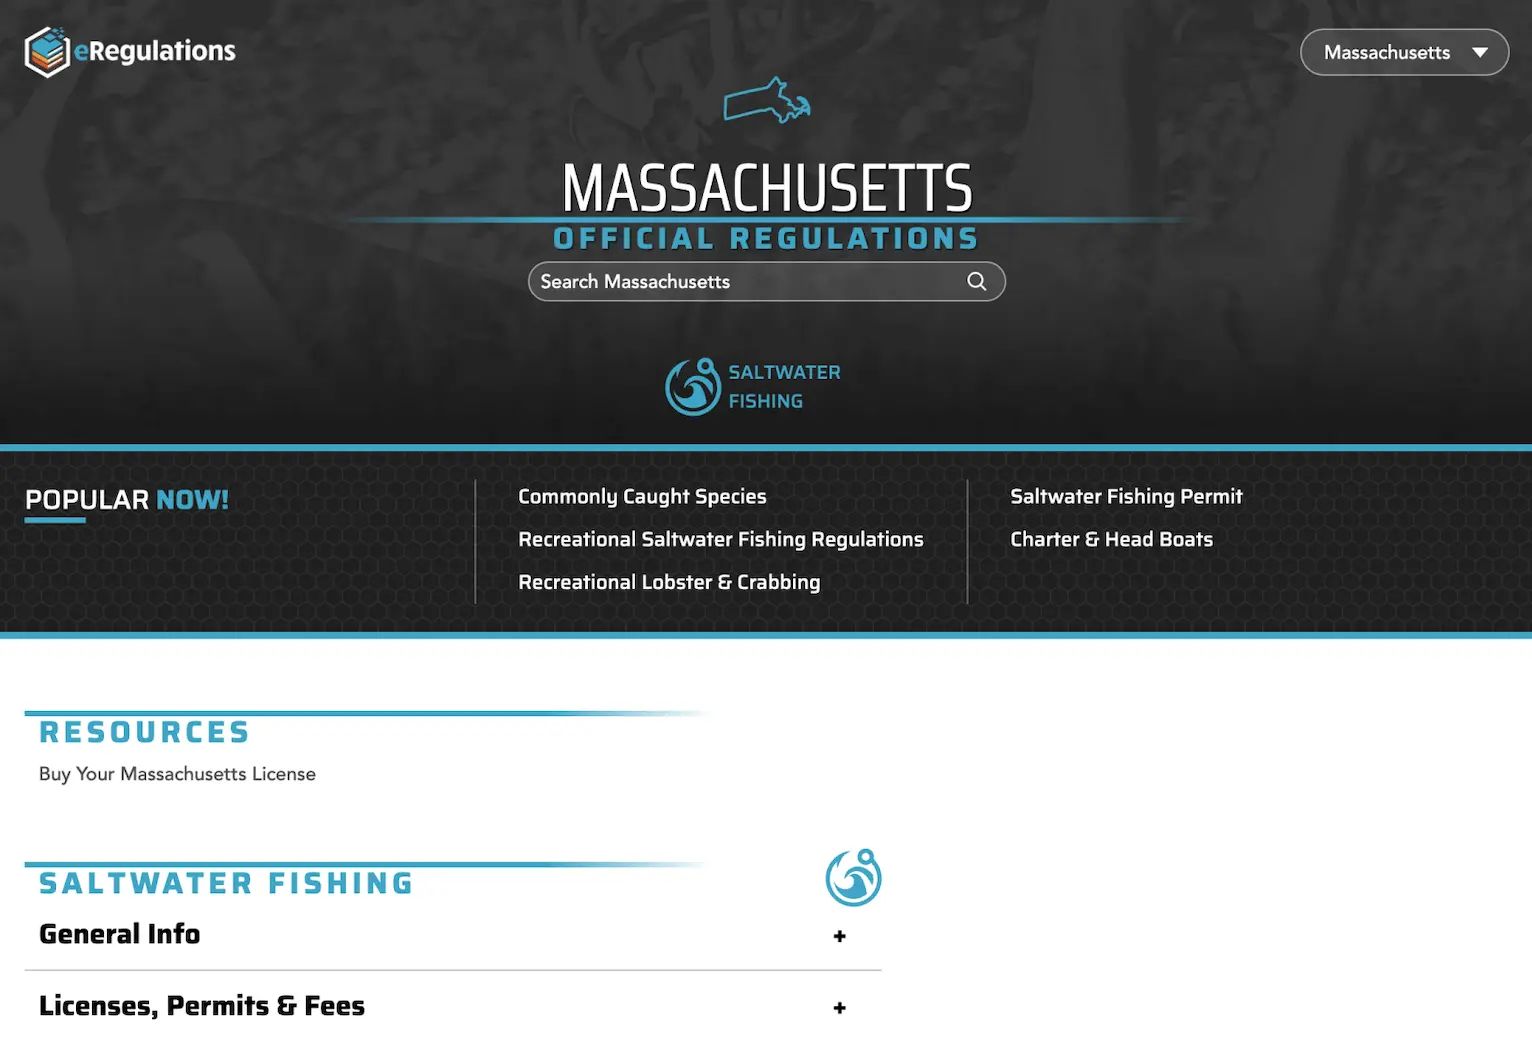 eRegulations
Massachusetts
MASSACHUSETTS
OFFICIAL REGULATIONS
Search Massachusetts
SALTWATER
FISHING
POPULAR NOW!
Commonly Caught Species
Recreational Saltwater Fishing Regulations
Recreational Lobster & Crabbing
Saltwater Fishing Permit
Charter & Head Boats
RESOURCES
Buy Your Massachusetts License
SALTWATER FISHING
General Info
+
Licenses, Permits & Fees
+